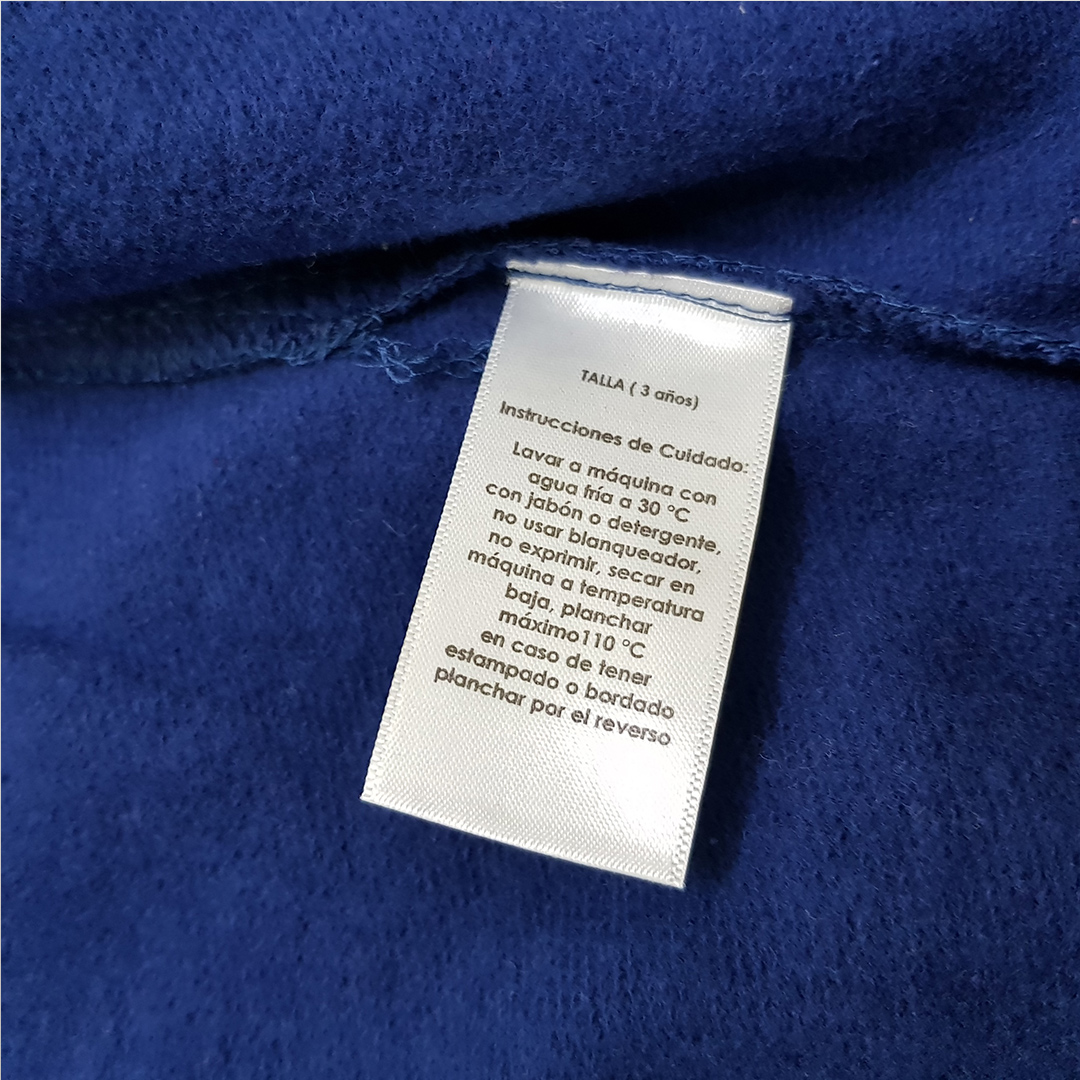 TALLA ( 3 años)
Instrucciones de Cuidado:
Lavar a máquina con
agua fría a 30 °C
con jabón o detergente,
no usar blanqueador,
no exprimir, secar en
máquina a temperatura
baja, planchar
máximo110 °C
en caso de tener
estampado o bordado
planchar por el reverso